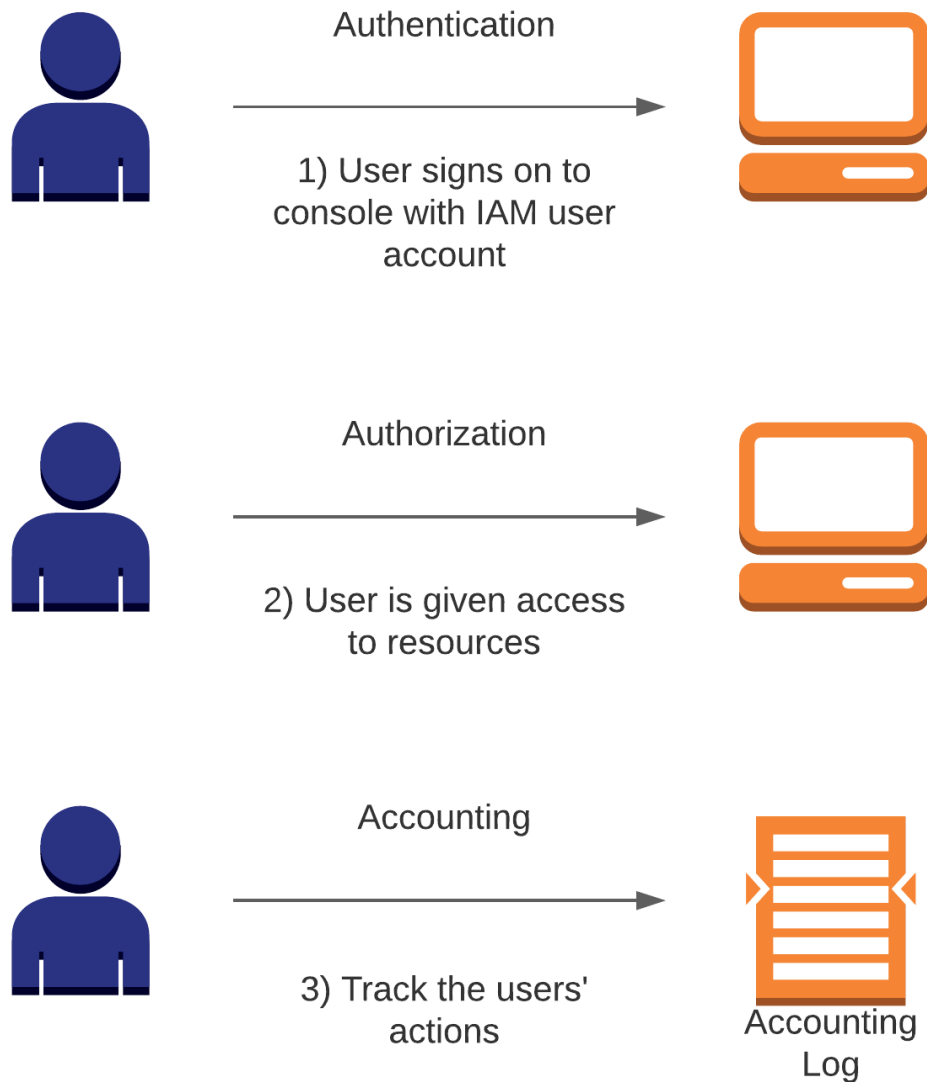 Authentication
1) User signs on to
console with IAM user
account
Authorization
2) User is given access
to resources
Accounting
3) Track the users'
actions
Accounting
Log